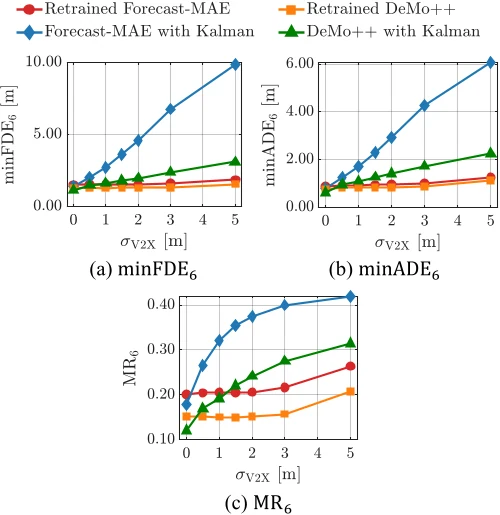 Retrained Forecast-MAE Retrained DeMo++
Forecast-MAE with Kalman DeMo++ with Kalman
minFDE₆ [m]
10.00
5.00
0.00
0 1 2 3 4 5
σV2X [m]
(a) minFDE₆
minADE₆ [m]
6.00
4.00
2.00
0.00
0 1 2 3 4 5
σV2X [m]
(b) minADE₆
MR₆
0.40
0.30
0.20
0.10
0 1 2 3 4 5
σV2X [m]
(c) MR₆